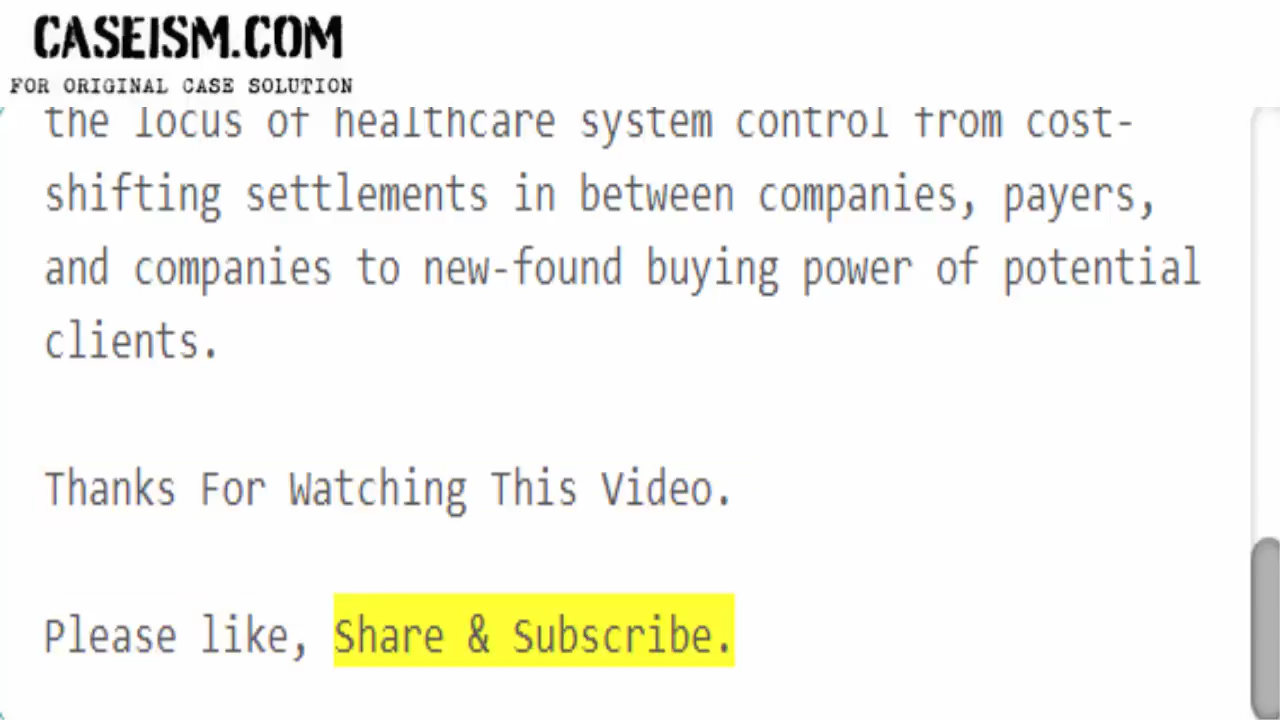 CASEISM.COM
FOR ORIGINAL CASE SOLUTION
the locus of healthcare system control from cost-
shifting settlements in between companies, payers,
and companies to new-found buying power of potential
clients.
Thanks For Watching This Video.
Please like, Share & Subscribe.